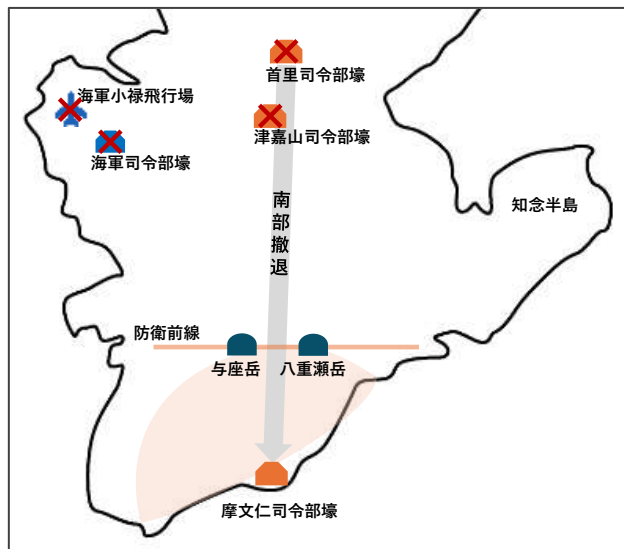 首里司令部壕
海軍小禄飛行場
津嘉山司令部壕
海軍司令部壕
知念半島
南部撤退
防衛前線
与座岳
八重瀬岳
摩文仁司令部壕